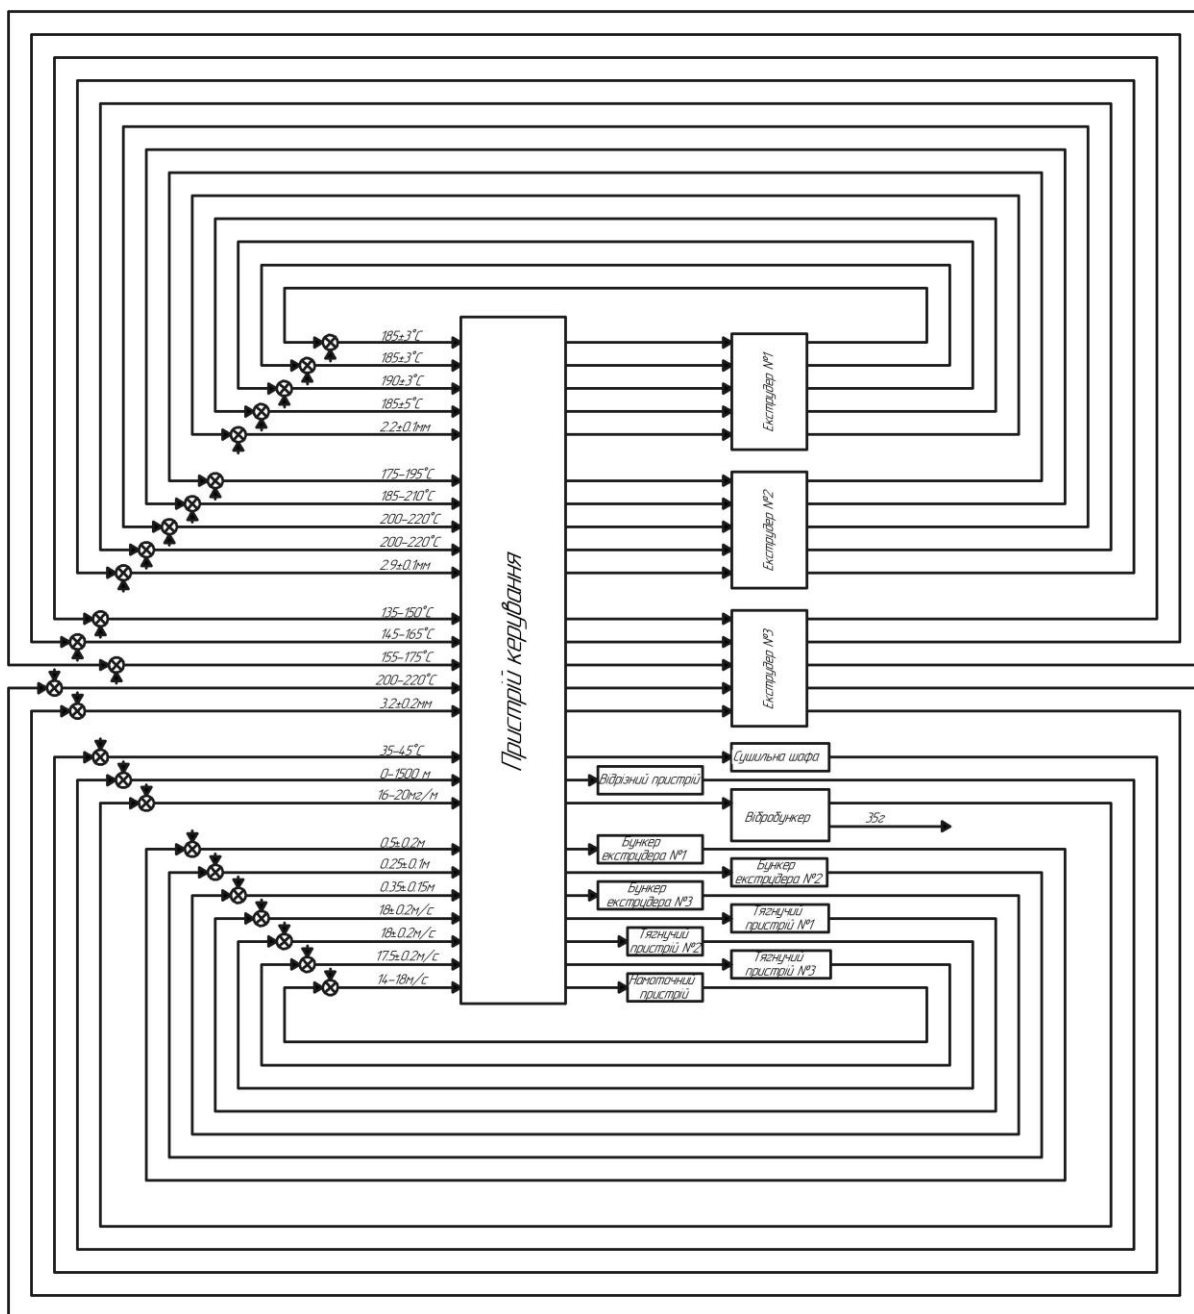 185±3°C
185±3°C
190±3°C
185±5°C
2.2±0.1мм
175-195°C
185-210°C
200-220°C
200-220°C
2.9±0.1мм
135-150°C
145-165°C
155-175°C
200-220°C
3.2±0.2мм
35-45°C
0-1500 м
16-20мг/м
0.5±0.2м
0.25±0.1м
0.35±0.15м
18±0.2м/с
18±0.2м/с
17.5±0.2м/с
14-18м/с
Пристрій керування
Екструдер №1
Екструдер №2
Екструдер №3
Сушильна шафа
Відрізний пристрій
Вібробункер
35г
Бункер
екструдера №1
Бункер
екструдера №2
Бункер
екструдера №3
Тягнучий
пристрій №1
Тягнучий
пристрій №2
Тягнучий
пристрій №3
Намоточний
пристрій